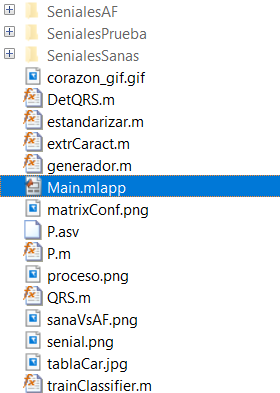 SenialesAF
SenialesPrueba
SenialesSanas
corazon_gif.gif
DetQRS.m
estandarizar.m
extrCaract.m
generador.m
Main.mlapp
matrixConf.png
P.asv
P.m
proceso.png
QRS.m
sanaVsAF.png
senial.png
tablaCar.jpg
trainClassifier.m